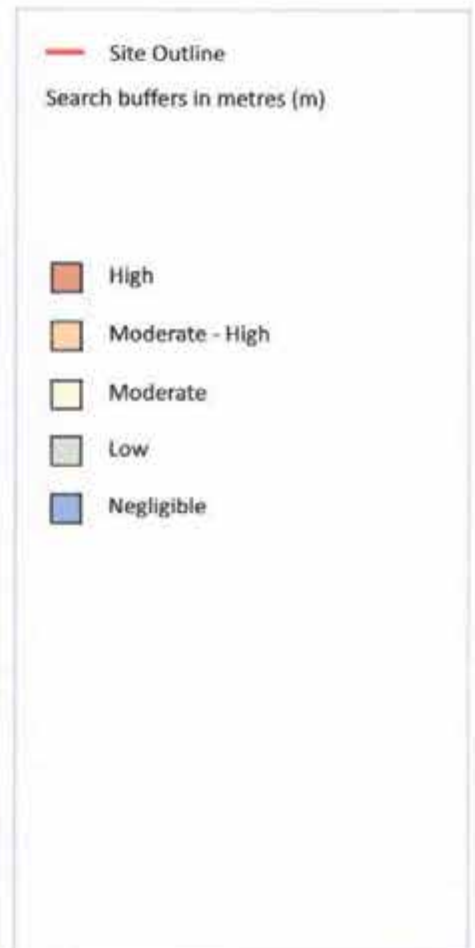 Site Outline
Search buffers in metres (m)
High
Moderate - High
Moderate
Low
Negligible